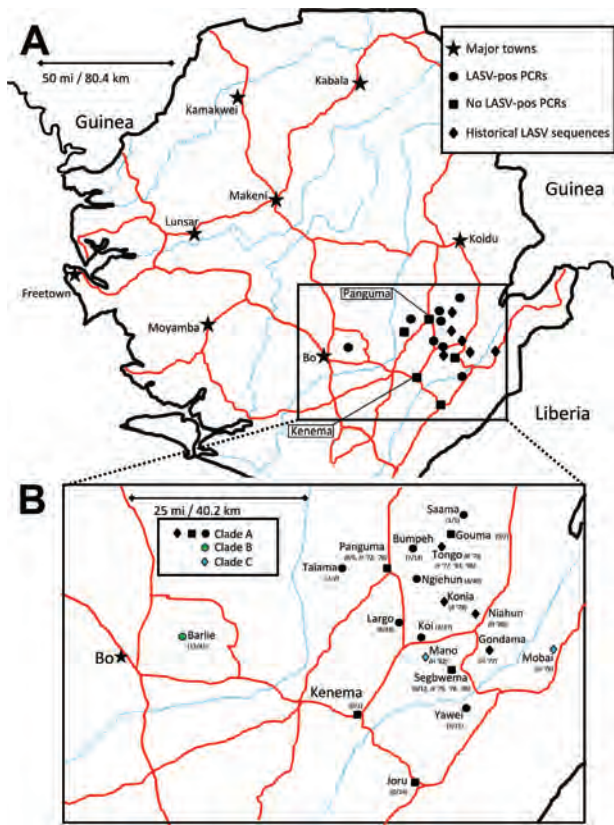 A
50 mi / 80.4 km
Guinea
Kamakwei
Kabala
Major towns
LASV-pos PCRs
No LASV-pos PCRs
Historical LASV sequences
Guinea
Makeni
Lunsar
Koidu
Freetown
Panguma
Moyamba
Bo
Kenema
Liberia
B
25 mi / 40.2 km
Clade A
Clade B
Clade C
Saama
Gouma
Bumpeh
Panguma
Tongo
Talama
Ngiehun
Konia
Niahun
Largo
Koi
Barlie
Mano
Gondama
Mobai
Bo
Segbwema
Kenema
Yawei
Joru